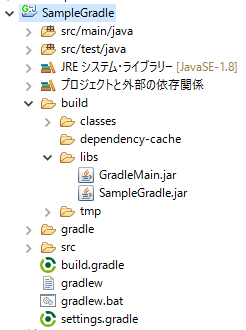 SampleGradle
src/main/java
src/test/java
JRE システム・ライブラリー [JavaSE-1.8]
プロジェクトと外部の依存関係
build
classes
dependency-cache
libs
GradleMain.jar
SampleGradle.jar
tmp
gradle
src
build.gradle
gradlew
gradlew.bat
settings.gradle